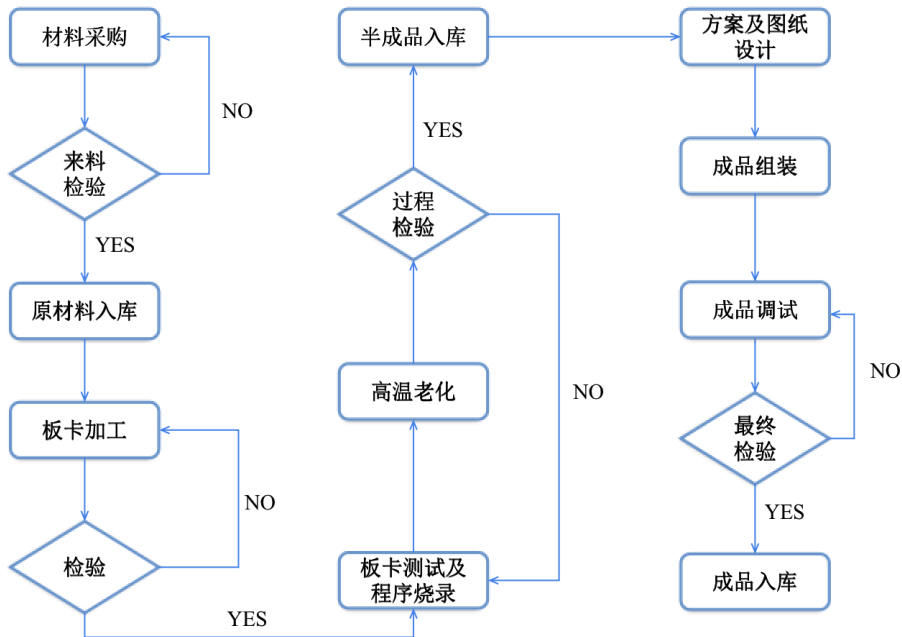 材料采购
NO
来料
检验
YES
原材料入库
板卡加工
NO
检验
YES
半成品入库
YES
过程
检验
NO
高温老化
板卡测试及
程序烧录
方案及图纸
设计
成品组装
成品调试
NO
最终
检验
YES
成品入库